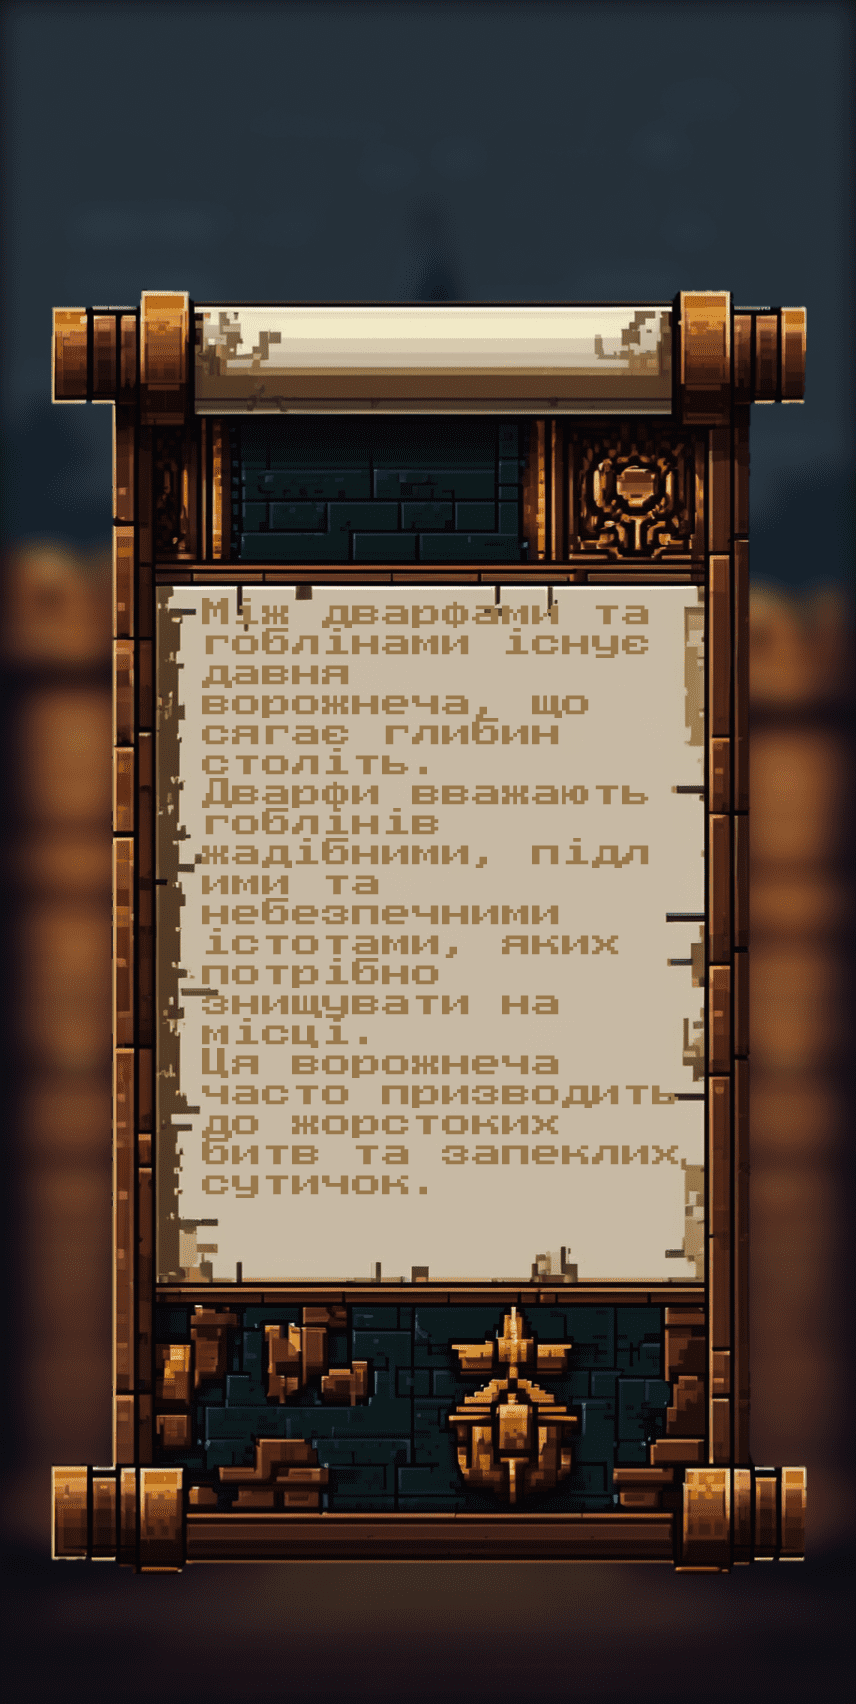 Між дварфами та
гоблінами існує
давня
ворожнеча, що
сягає глибин
століть.
Дварфи вважають
гоблінів
жадібними, підл
ими та
небезпечними
істотами, яких
потрібно
знищувати на
місці.
Ця ворожнеча
часто призводить
до жорстоких
битв та запеклих
сутичок.